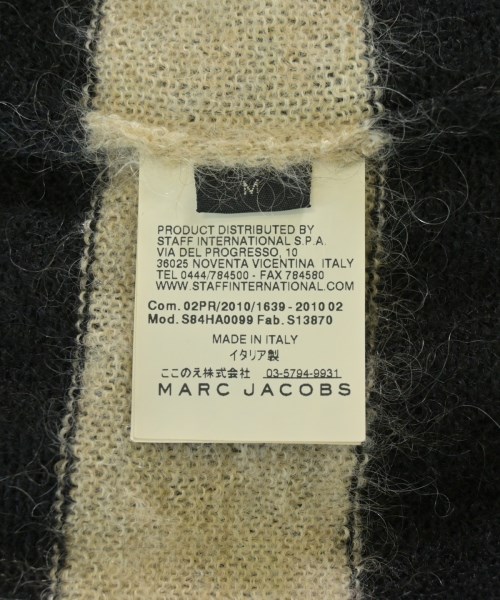 M
PRODUCT DISTRIBUTED BY
STAFF INTERNATIONAL S.P.A.
VIA DEL PROGRESSO, 10
36025 NOVENTA VICENTINA ITALY
TEL 0444/784500 - FAX 784580
WWW.STAFFINTERNATIONAL.COM
Com. 02PR/2010/1639 - 2010 02
Mod. S84HA0099 Fab. S13870
MADE IN ITALY
イタリア製
ここのえ株式会社 03-5794-9931
MARC JACOBS